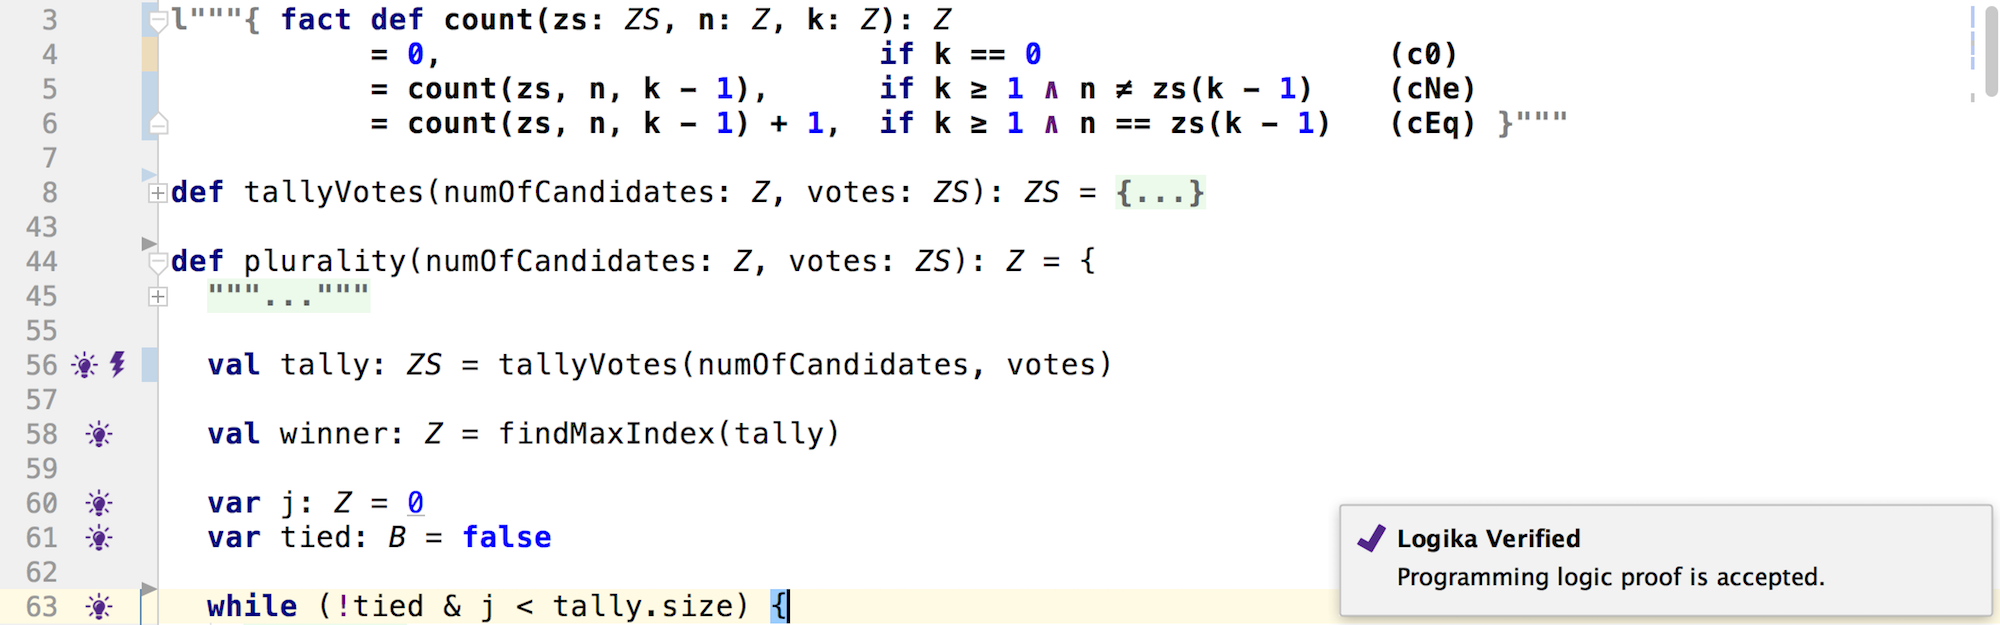 3 l"""{ fact def count(zs: ZS, n: Z, k: Z): Z
4 = 0, if k == 0 (c0)
5 = count(zs, n, k − 1), if k ≥ 1 ∧ n ≠ zs(k − 1) (cNe)
6 = count(zs, n, k − 1) + 1, if k ≥ 1 ∧ n == zs(k − 1) (cEq) }"""
7
8 def tallyVotes(numOfCandidates: Z, votes: ZS): ZS = {...}
43
44 def plurality(numOfCandidates: Z, votes: ZS): Z = {
45 """..."""
55
56 val tally: ZS = tallyVotes(numOfCandidates, votes)
57
58 val winner: Z = findMaxIndex(tally)
59
60 var j: Z = 0
61 var tied: B = false
62
63 while (!tied & j < tally.size) {
Logika Verified
Programming logic proof is accepted.